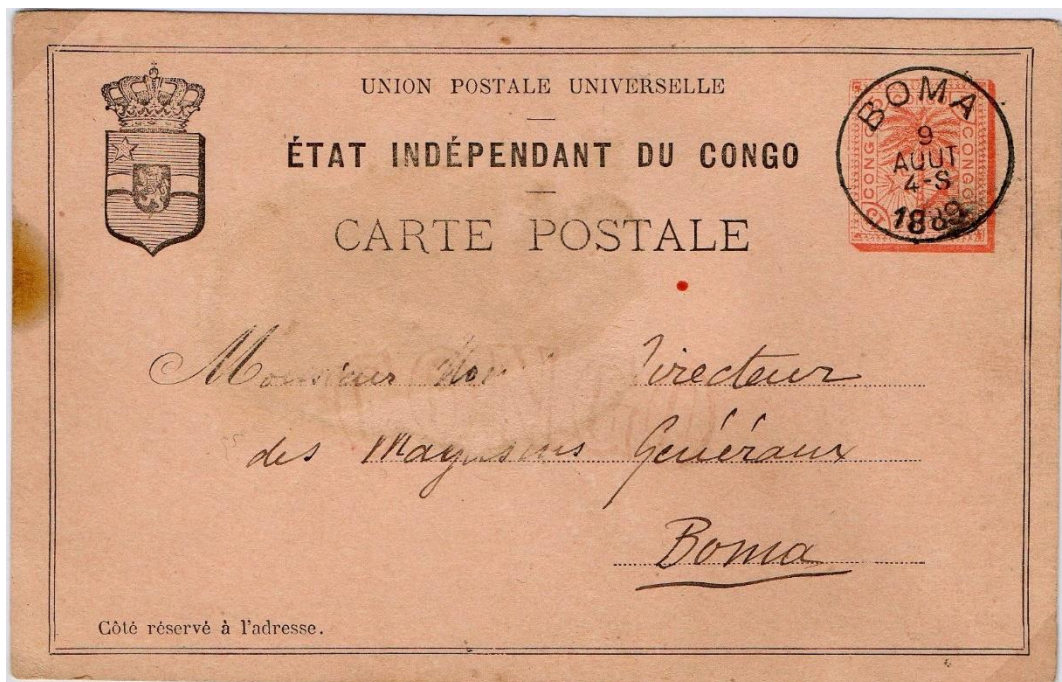 UNION POSTALE UNIVERSELLE
ÉTAT INDÉPENDANT DU CONGO
CARTE POSTALE
CONGO CONGO
BOMA
9
AOUT
4-S
1889
Monsieur Directeur
des Magasins Généraux
Boma
Côté réservé à l'adresse.